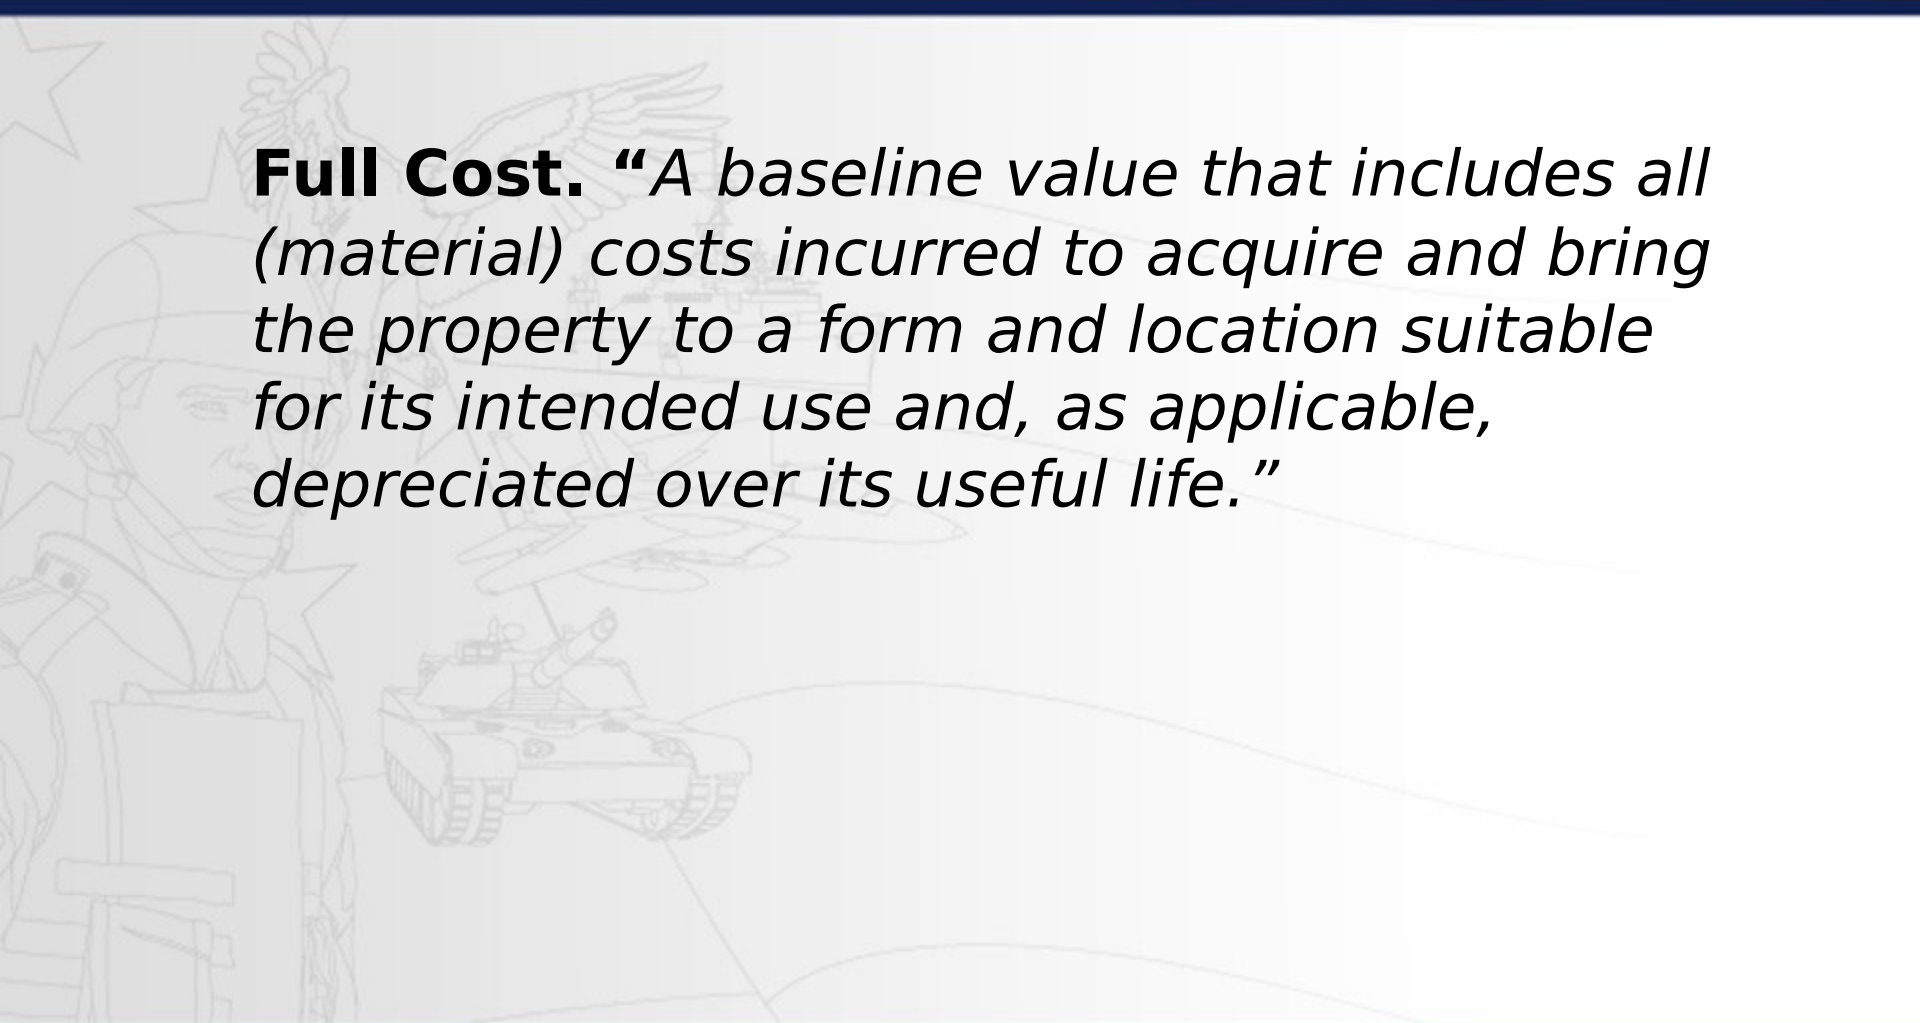 Full Cost. “A baseline value that includes all
(material) costs incurred to acquire and bring
the property to a form and location suitable
for its intended use and, as applicable,
depreciated over its useful life.”